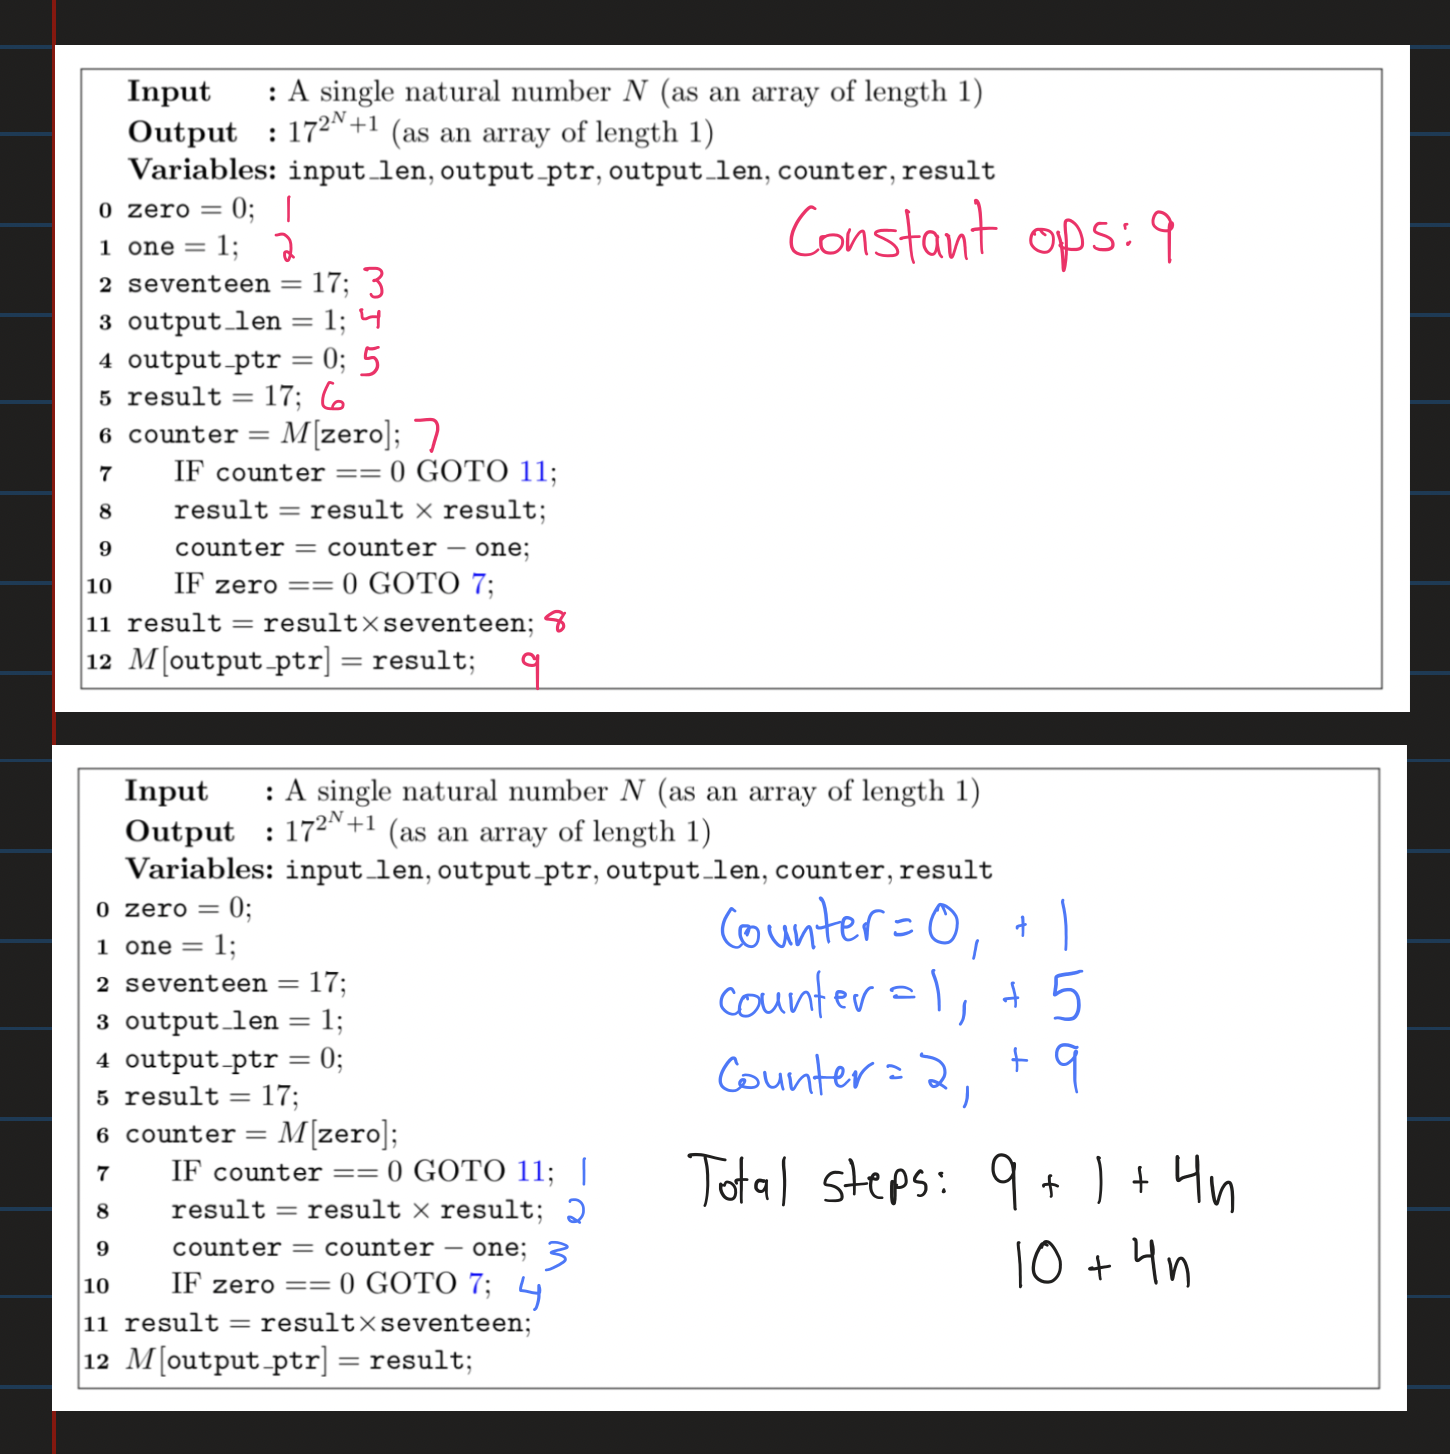 Input : A single natural number N (as an array of length 1)
Output : 17^{2^N+1} (as an array of length 1)
Variables: input_len, output_ptr, output_len, counter, result
0 zero = 0; 1
Constant ops: 9
1 one = 1; 2
2 seventeen = 17; 3
3 output_len = 1; 4
4 output_ptr = 0; 5
5 result = 17; 6
6 counter = M[zero]; 7
7 IF counter == 0 GOTO 11;
8 result = result × result;
9 counter = counter − one;
10 IF zero == 0 GOTO 7;
11 result = result×seventeen; 8
12 M[output_ptr] = result; 9
Input : A single natural number N (as an array of length 1)
Output : 17^{2^N+1} (as an array of length 1)
Variables: input_len, output_ptr, output_len, counter, result
0 zero = 0;
1 one = 1;
2 seventeen = 17;
3 output_len = 1;
4 output_ptr = 0;
5 result = 17;
6 counter = M[zero];
7 IF counter == 0 GOTO 11; 1
8 result = result × result; 2
9 counter = counter − one; 3
10 IF zero == 0 GOTO 7; 4
11 result = result×seventeen;
12 M[output_ptr] = result;
Counter = 0, + 1
counter = 1, + 5
Counter = 2, + 9
Total steps: 9 + 1 + 4n
10 + 4n